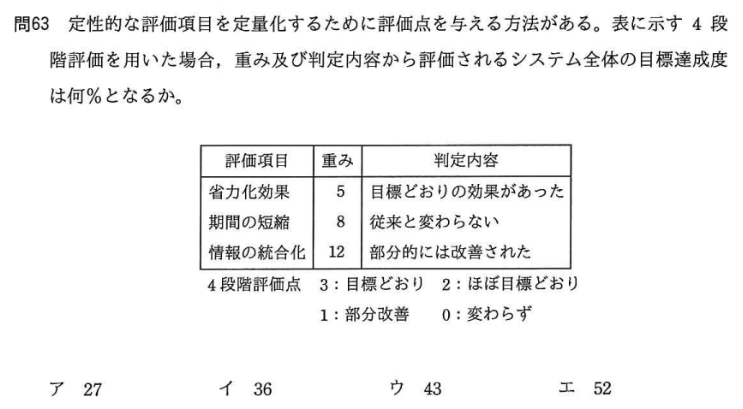 問63 定性的な評価項目を定量化するために評価点を与える方法がある。表に示す 4 段
階評価を用いた場合，重み及び判定内容から評価されるシステム全体の目標達成度
は何％となるか。
評価項目 重み 判定内容
省力化効果 5 目標どおりの効果があった
期間の短縮 8 従来と変わらない
情報の統合化 12 部分的には改善された
4段階評価点 3：目標どおり 2：ほぼ目標どおり
1：部分改善 0：変わらず
ア 27 イ 36 ウ 43 エ 52